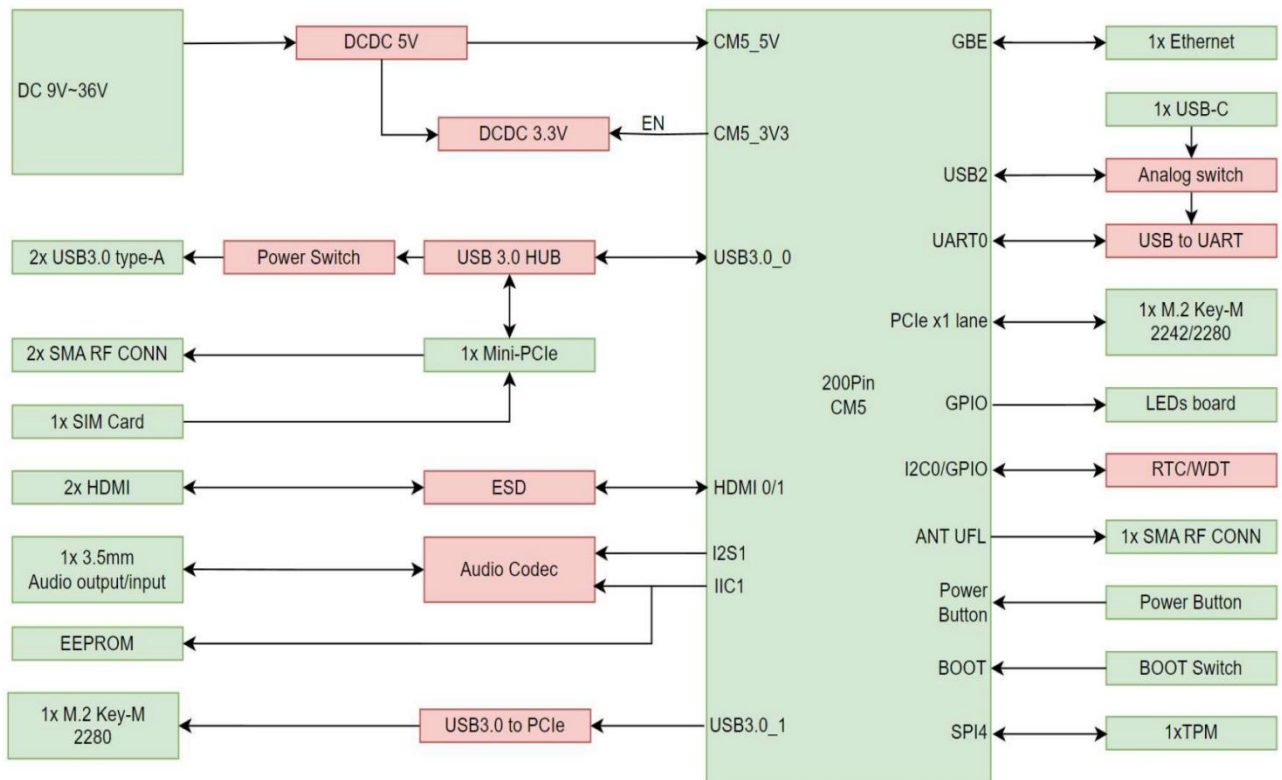 DC 9V~36V
DCDC 5V
CM5_5V
GBE
1x Ethernet
DCDC 3.3V
EN
CM5_3V3
1x USB-C
USB2
Analog switch
UART0
USB to UART
2x USB3.0 type-A
Power Switch
USB 3.0 HUB
USB3.0_0
PCIe x1 lane
1x M.2 Key-M
2242/2280
2x SMA RF CONN
1x Mini-PCIe
200Pin
CM5
GPIO
LEDs board
1x SIM Card
I2C0/GPIO
RTC/WDT
2x HDMI
ESD
HDMI 0/1
ANT UFL
1x SMA RF CONN
1x 3.5mm
Audio output/input
Audio Codec
I2S1
IIC1
Power
Button
Power Button
EEPROM
BOOT
BOOT Switch
1x M.2 Key-M
2280
USB3.0 to PCIe
USB3.0_1
SPI4
1xTPM